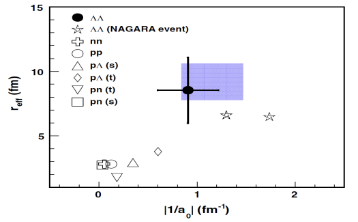 ΛΛ
ΛΛ (NAGARA event)
nn
pp
pΛ (s)
pΛ (t)
pn (t)
pn (s)
15
10
5
r_eff (fm)
0
1
2
|1/a_0| (fm⁻¹)